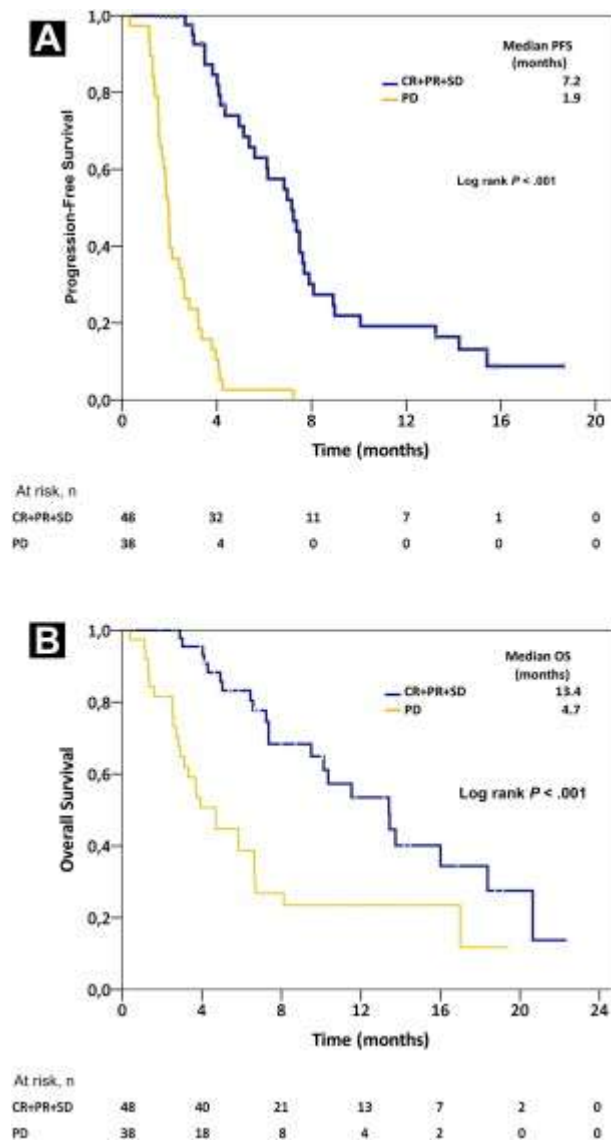 A
1,0
0,8
0,6
0,4
0,2
0,0
Progression-Free Survival
Median PFS
(months)
CR+PR+SD 7.2
PD 1.9
Log rank P < .001
0 4 8 12 16 20
Time (months)
At risk, n
CR+PR+SD 48 32 11 7 1 0
PD 38 4 0 0 0 0
B
1,0
0,8
0,6
0,4
0,2
0,0
Overall Survival
Median OS
(months)
CR+PR+SD 13.4
PD 4.7
Log rank P < .001
0 4 8 12 16 20 24
Time (months)
At risk, n
CR+PR+SD 48 40 21 13 7 2 0
PD 38 18 8 4 2 0 0